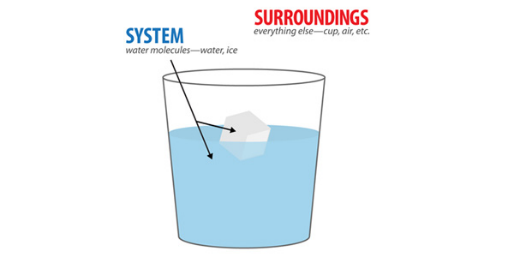 SYSTEM
water molecules—water, ice
SURROUNDINGS
everything else—cup, air, etc.